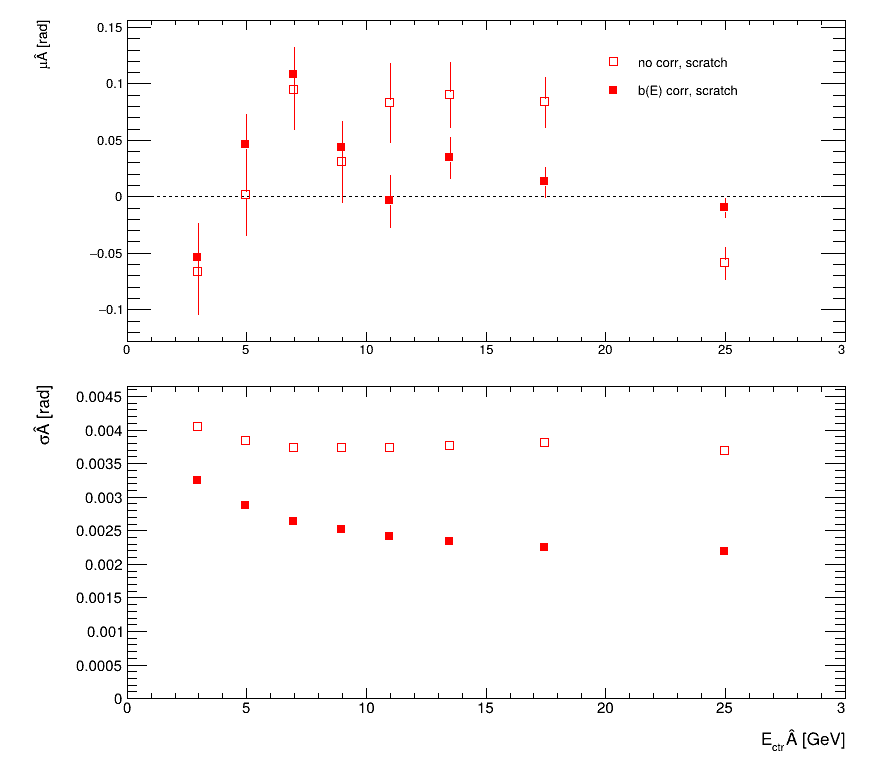 μÂ [rad]
0.15
0.1
0.05
0
−0.05
−0.1
no corr, scratch
b(E) corr, scratch
0 5 10 15 20 25 3
σÂ [rad]
0.0045
0.004
0.0035
0.003
0.0025
0.002
0.0015
0.001
0.0005
0
0 5 10 15 20 25 3
E_ctr Â [GeV]